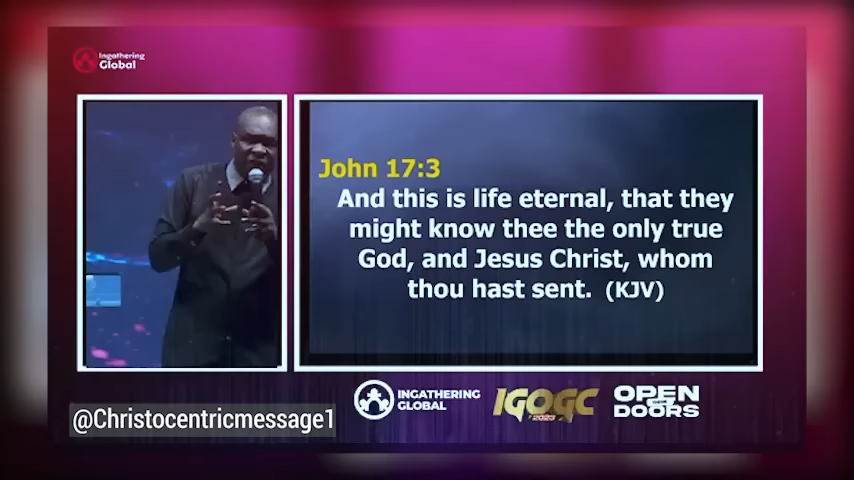 Ingathering
Global
John 17:3
And this is life eternal, that they
might know thee the only true
God, and Jesus Christ, whom
thou hast sent. (KJV)
@Christocentricmessage1
INGATHERING
GLOBAL
IGOGC
2023
OPEN
DOORS